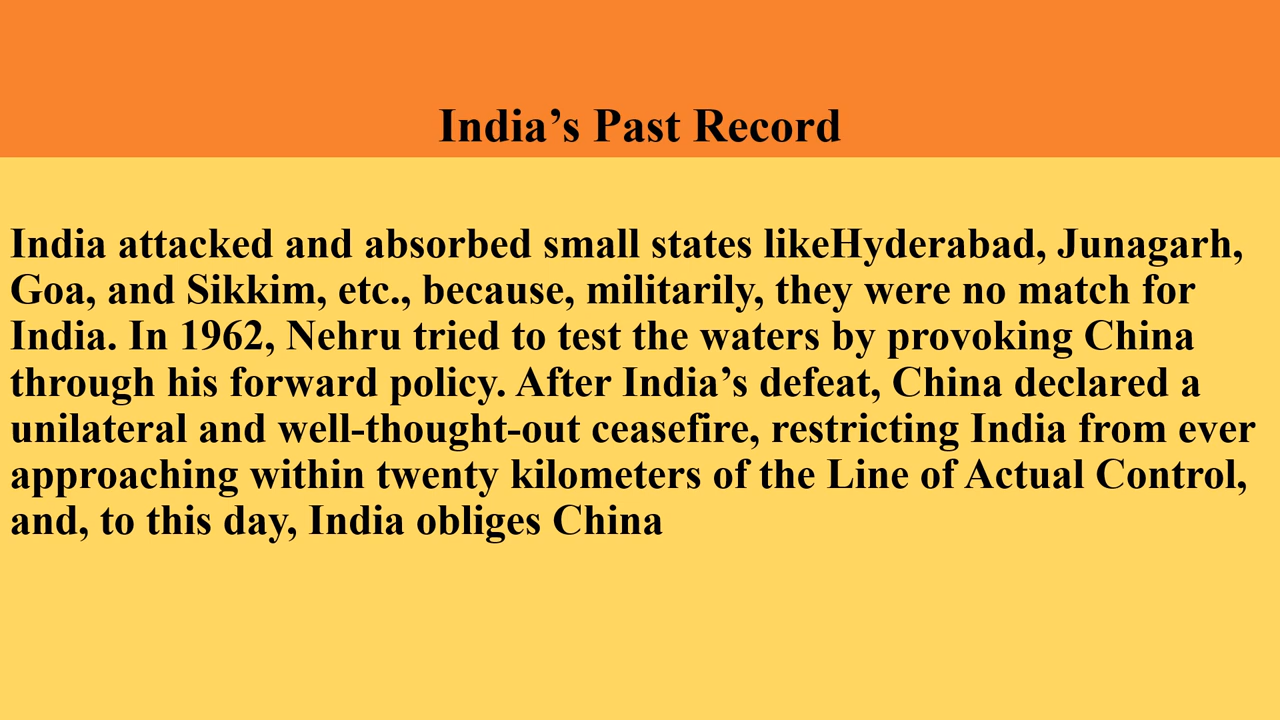 India’s Past Record
India attacked and absorbed small states likeHyderabad, Junagarh,
Goa, and Sikkim, etc., because, militarily, they were no match for
India. In 1962, Nehru tried to test the waters by provoking China
through his forward policy. After India’s defeat, China declared a
unilateral and well-thought-out ceasefire, restricting India from ever
approaching within twenty kilometers of the Line of Actual Control,
and, to this day, India obliges China